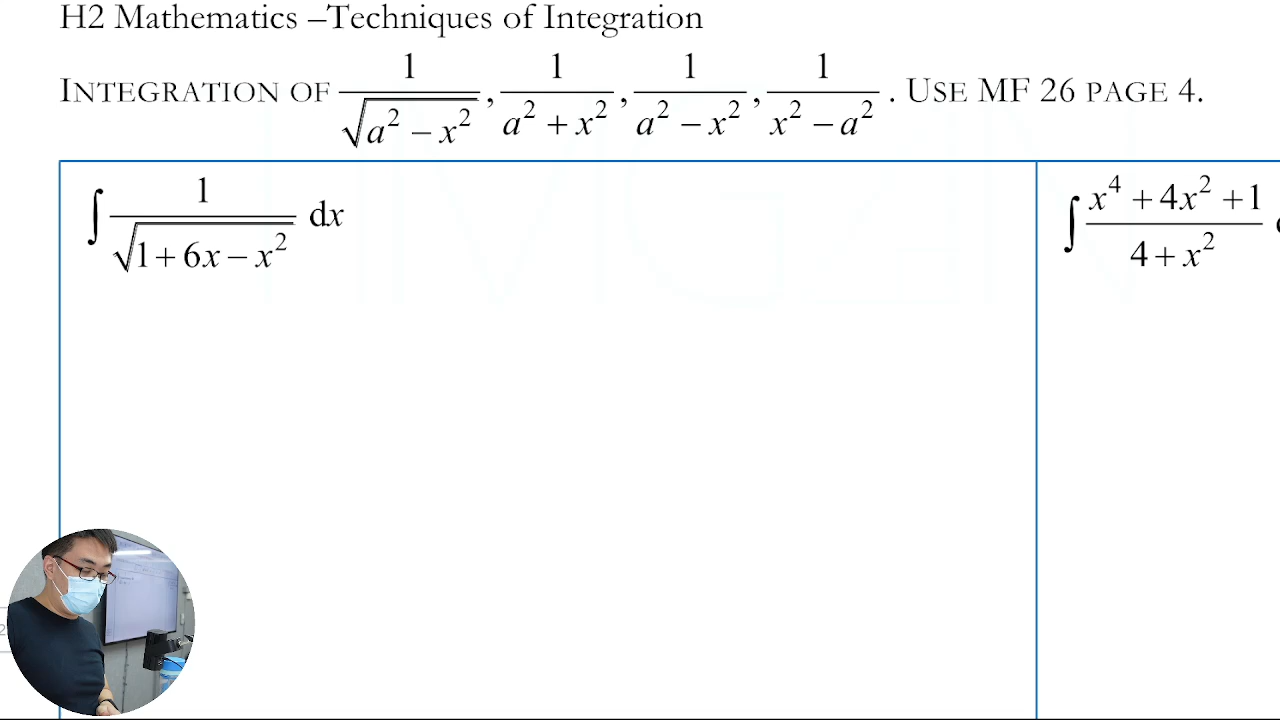 H2 Mathematics –Techniques of Integration
INTEGRATION OF 1/√(a² − x²), 1/(a² + x²), 1/(a² − x²), 1/(x² − a²). USE MF 26 PAGE 4.
∫ 1/√(1 + 6x − x²) dx
∫ (x⁴ + 4x² + 1)/(4 + x²)